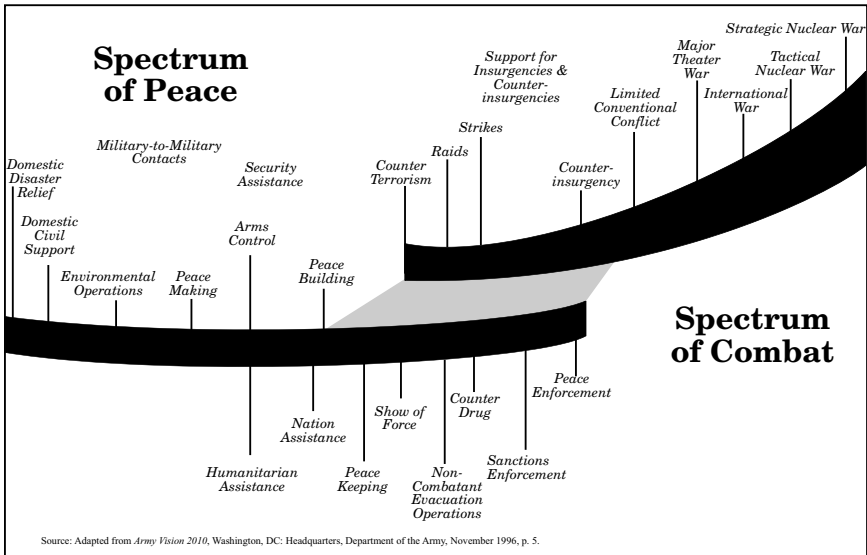 Spectrum
of Peace
Military-to-Military
Contacts
Security
Assistance
Domestic
Disaster
Relief
Domestic
Civil
Support
Environmental
Operations
Peace
Making
Arms
Control
Peace
Building
Counter
Terrorism
Raids
Strikes
Support for
Insurgencies &
Counter-
insurgencies
Counter-
insurgency
Limited
Conventional
Conflict
Major
Theater
War
International
War
Tactical
Nuclear War
Strategic Nuclear War
Spectrum
of Combat
Humanitarian
Assistance
Nation
Assistance
Peace
Keeping
Show of
Force
Non-
Combatant
Evacuation
Operations
Counter
Drug
Sanctions
Enforcement
Peace
Enforcement
Source: Adapted from Army Vision 2010, Washington, DC: Headquarters, Department of the Army, November 1996, p. 5.